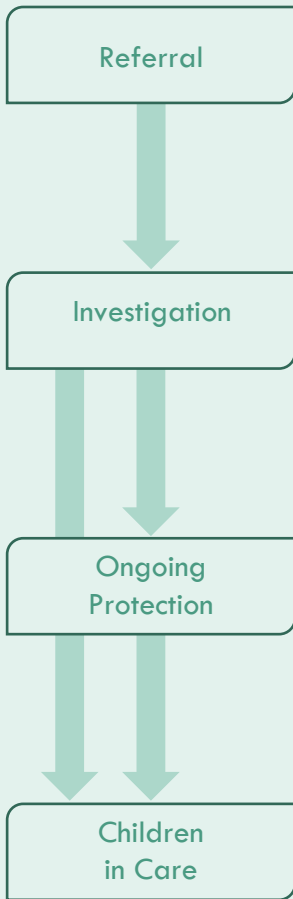 Referral
Investigation
Ongoing
Protection
Children
in Care